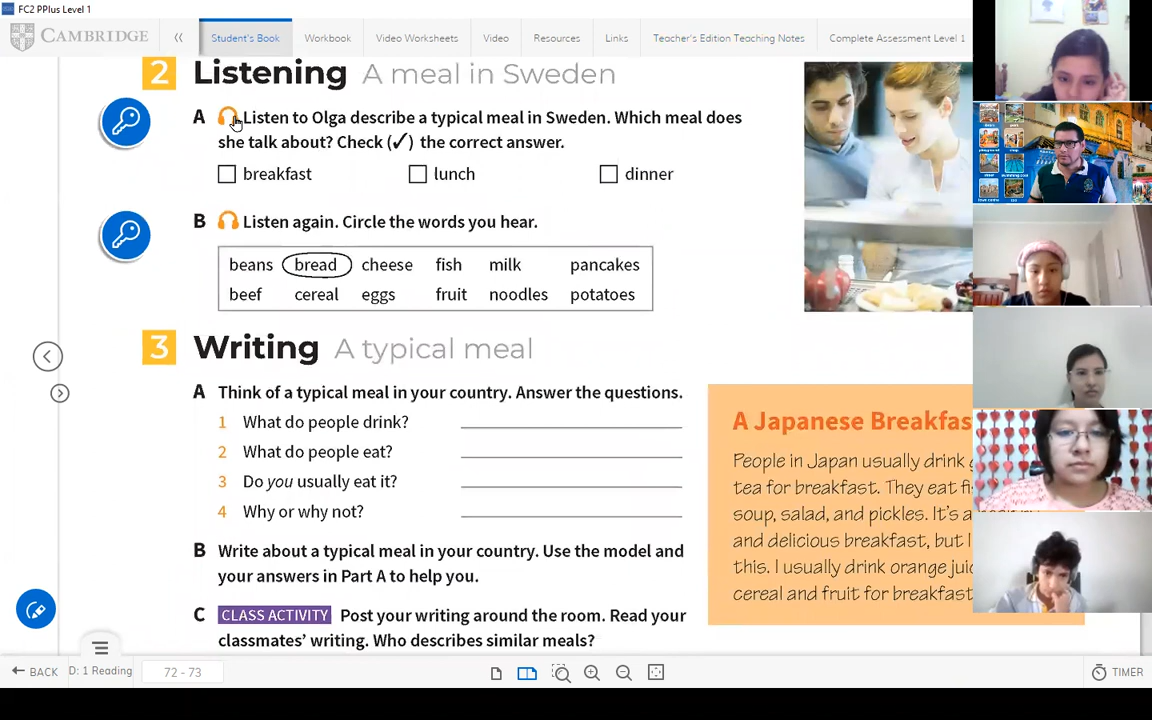 FC2 PPlus Level 1
CAMBRIDGE
Student's Book
Workbook
Video Worksheets
Video
Resources
Links
Teacher's Edition Teaching Notes
Complete Assessment Level 1
2 Listening A meal in Sweden
A Listen to Olga describe a typical meal in Sweden. Which meal does
she talk about? Check (✓) the correct answer.
breakfast lunch dinner
B Listen again. Circle the words you hear.
beans bread cheese fish milk pancakes
beef cereal eggs fruit noodles potatoes
3 Writing A typical meal
A Think of a typical meal in your country. Answer the questions.
1 What do people drink?
2 What do people eat?
3 Do you usually eat it?
4 Why or why not?
B Write about a typical meal in your country. Use the model and
your answers in Part A to help you.
C CLASS ACTIVITY Post your writing around the room. Read your
classmates' writing. Who describes similar meals?
A Japanese Breakfas
People in Japan usually drink
tea for breakfast. They eat
soup, salad, and pickles. It's a
and delicious breakfast, but I
this. I usually drink orange
cereal and fruit for breakfast
BACK
D: 1 Reading
72 - 73
TIMER